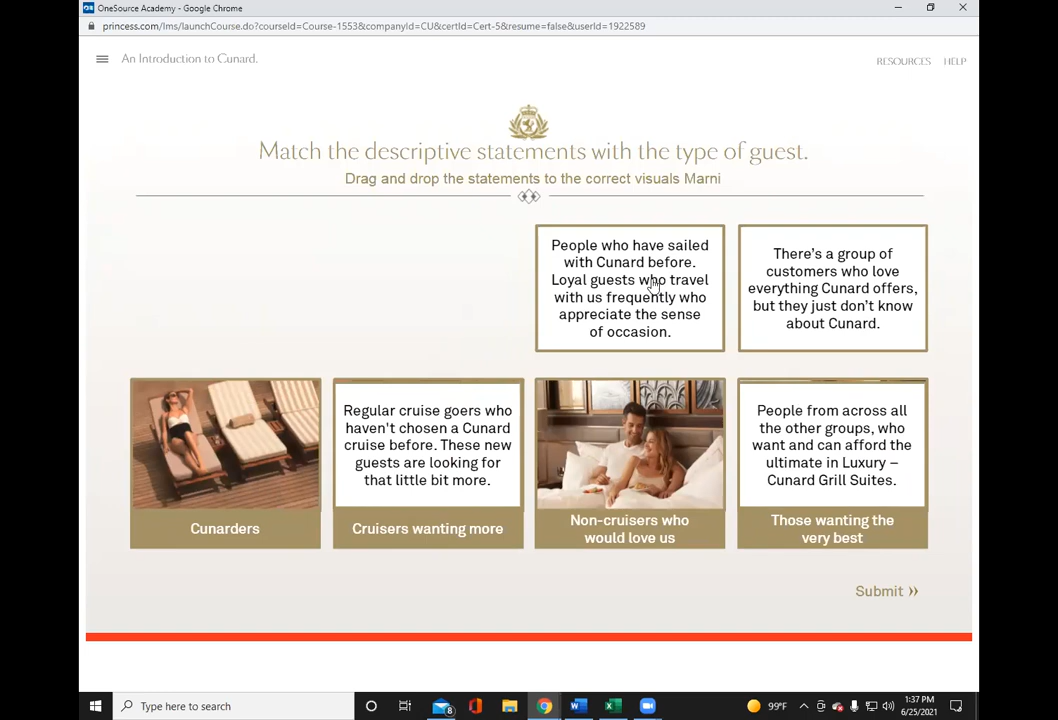 OneSource Academy - Google Chrome
princess.com/lms/launchCourse.do?courseId=Course-1553&companyId=CU&certId=Cert-5&resume=false&userId=1922589
An Introduction to Cunard.
RESOURCES HELP
Match the descriptive statements with the type of guest.
Drag and drop the statements to the correct visuals Marni
People who have sailed
with Cunard before.
Loyal guests who travel
with us frequently who
appreciate the sense
of occasion.
There's a group of
customers who love
everything Cunard offers,
but they just don't know
about Cunard.
Cunarders
Regular cruise goers who
haven't chosen a Cunard
cruise before. These new
guests are looking for
that little bit more.
Cruisers wanting more
Non-cruisers who
would love us
People from across all
the other groups, who
want and can afford the
ultimate in Luxury –
Cunard Grill Suites.
Those wanting the
very best
Submit »
Type here to search
8
99°F
1:37 PM
6/25/2021